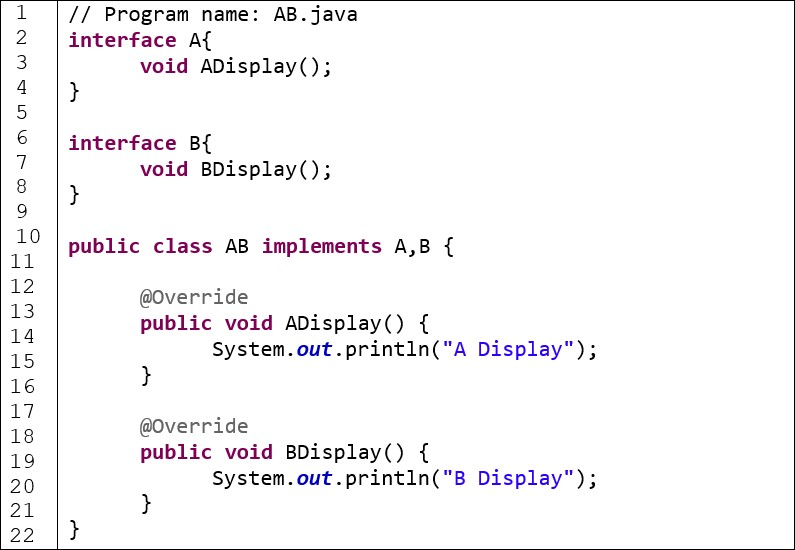 1 // Program name: AB.java
2 interface A{
3 void ADisplay();
4 }
5
6 interface B{
7 void BDisplay();
8 }
9
10 public class AB implements A,B {
11
12 @Override
13 public void ADisplay() {
14 System.out.println("A Display");
15 }
16
17 @Override
18 public void BDisplay() {
19 System.out.println("B Display");
20 }
21 }
22